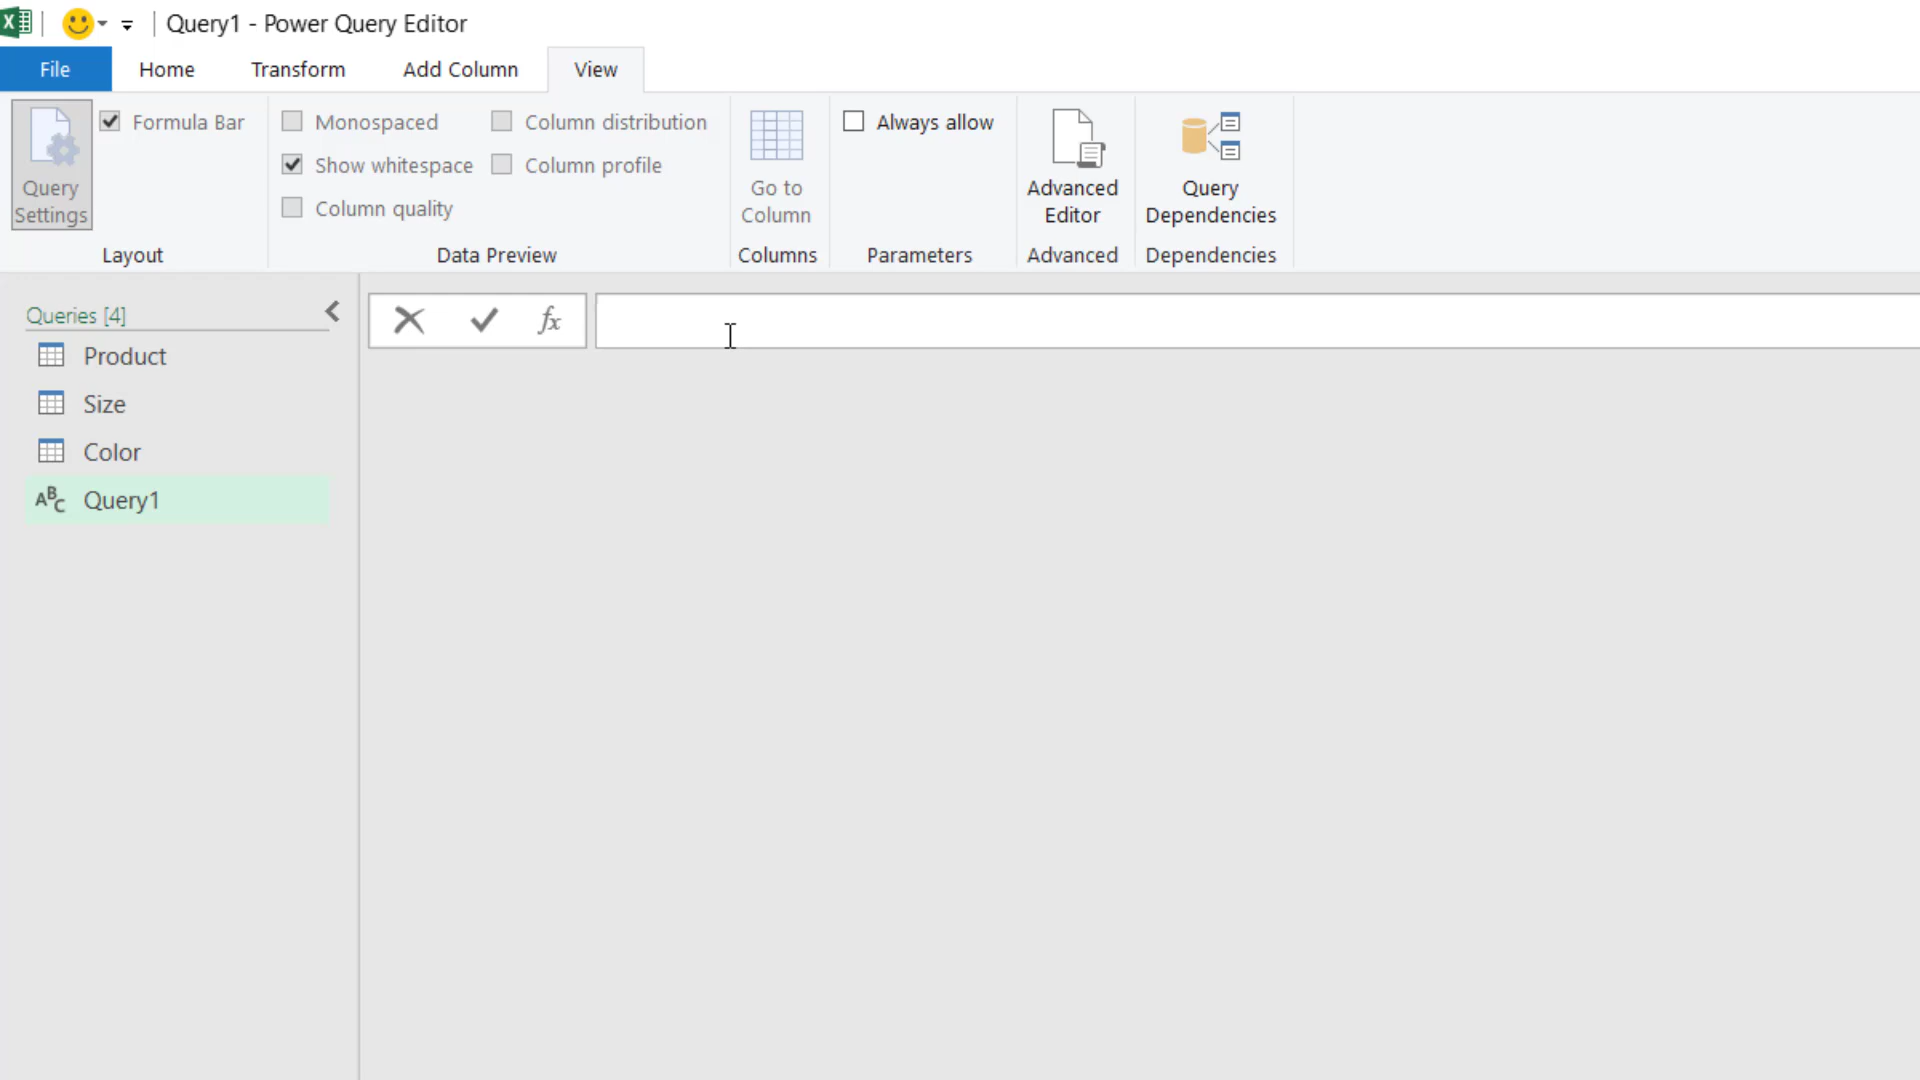 Query1 - Power Query Editor
File Home Transform Add Column View
Query Settings
Formula Bar
Layout
Monospaced
Show whitespace
Column quality
Column distribution
Column profile
Data Preview
Go to Column
Columns
Always allow
Parameters
Advanced Editor
Advanced
Query Dependencies
Dependencies
Queries [4]
fx
Product
Size
Color
ABC Query1